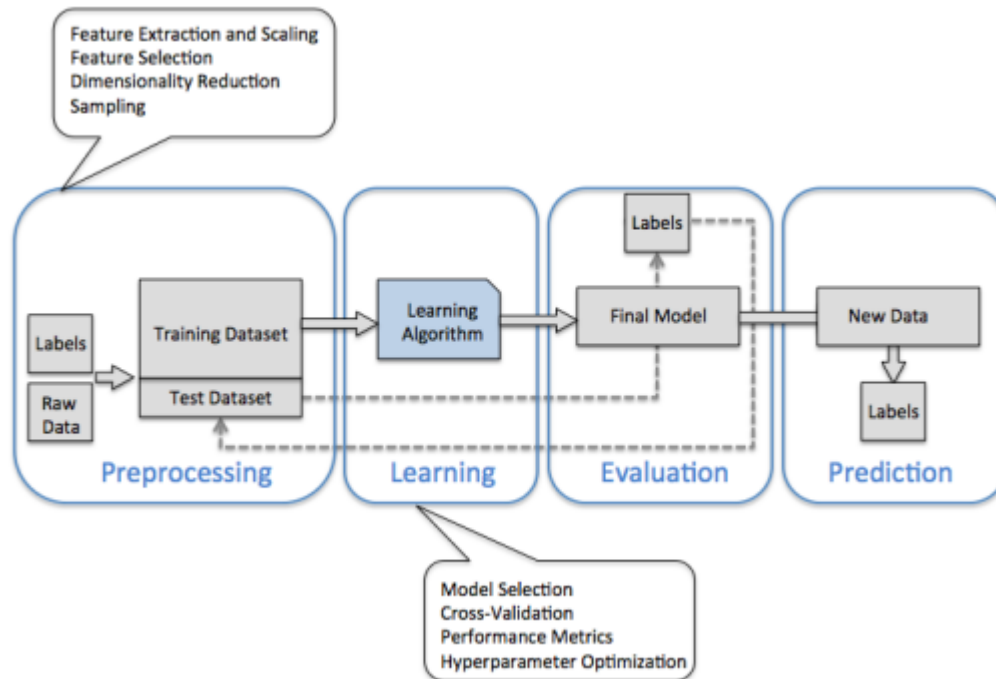 Feature Extraction and Scaling
Feature Selection
Dimensionality Reduction
Sampling
Labels
Raw
Data
Training Dataset
Test Dataset
Preprocessing
Learning
Algorithm
Learning
Labels
Final Model
Evaluation
New Data
Labels
Prediction
Model Selection
Cross-Validation
Performance Metrics
Hyperparameter Optimization